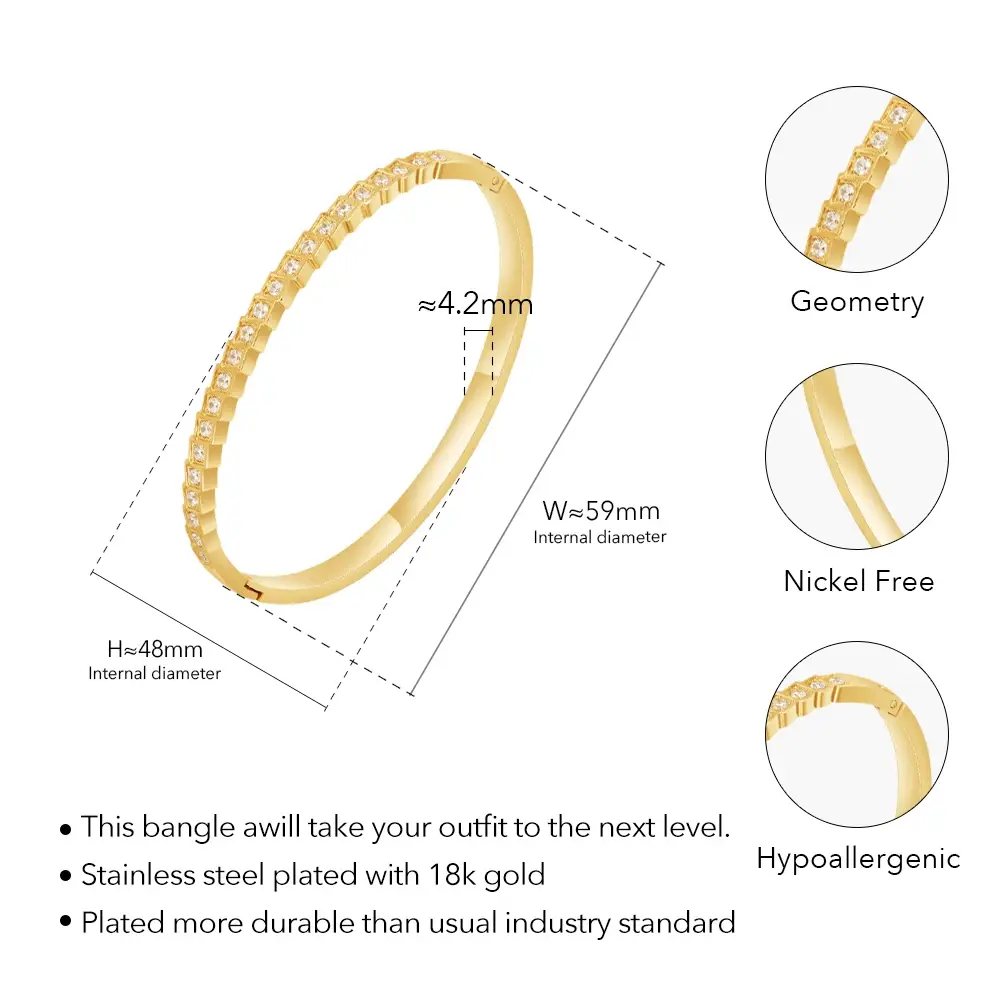 ≈4.2mm
W≈59mm
Internal diameter
H≈48mm
Internal diameter
Geometry
Nickel Free
Hypoallergenic
• This bangle awill take your outfit to the next level.
• Stainless steel plated with 18k gold
• Plated more durable than usual industry standard